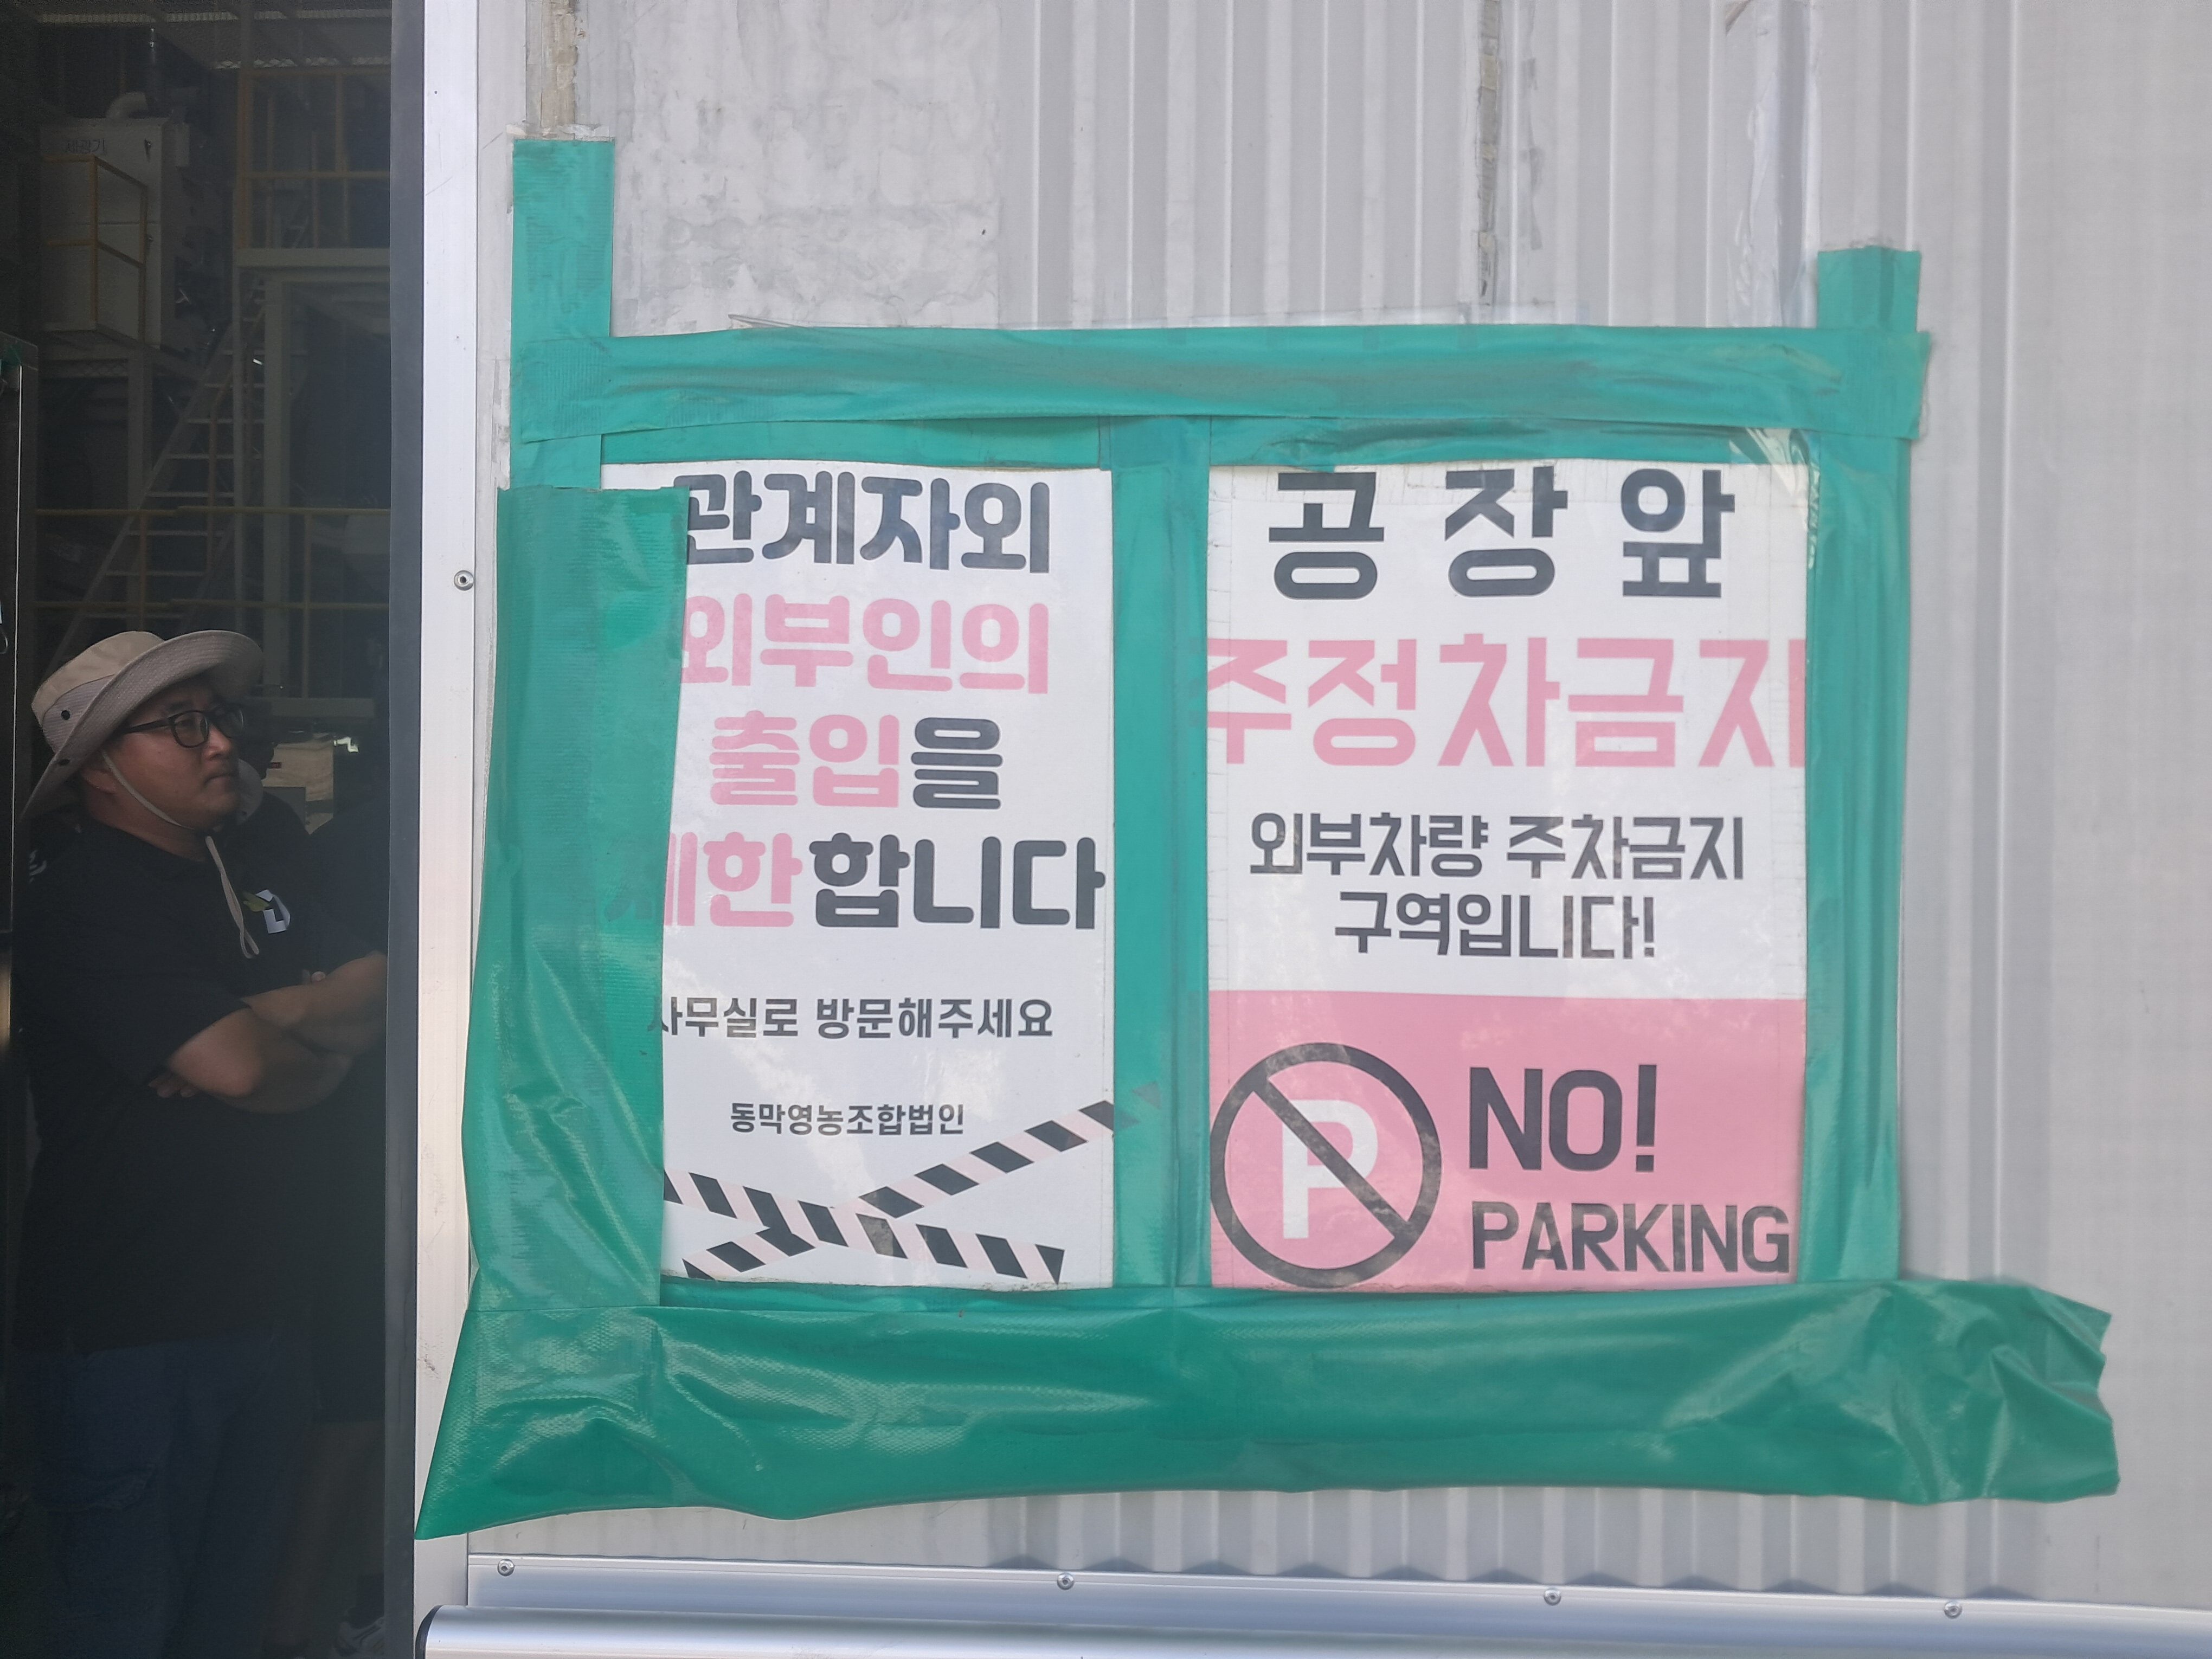 관계자외
외부인의
출입을
제한합니다
사무실로 방문해주세요
동막영농조합법인
공장앞
주정차금지
외부차량 주차금지
구역입니다!
P
NO!
PARKING